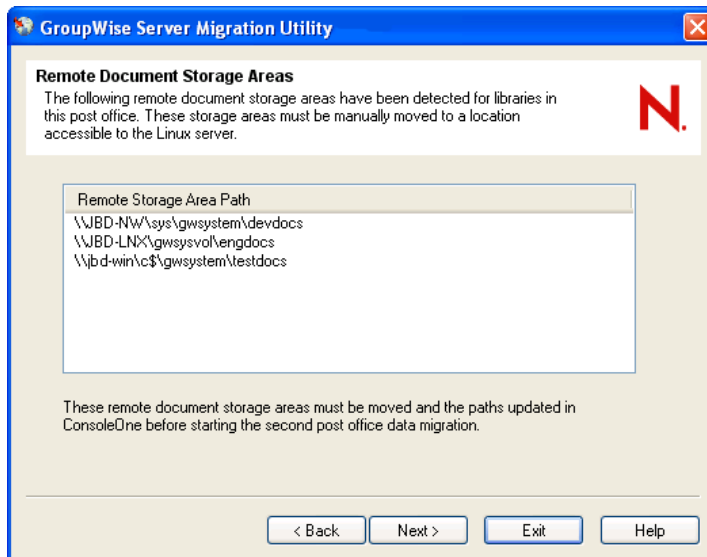 GroupWise Server Migration Utility
Remote Document Storage Areas
The following remote document storage areas have been detected for libraries in
this post office. These storage areas must be manually moved to a location
accessible to the Linux server.
N.
Remote Storage Area Path
\\JBD-NW\sys\gwsystem\devdocs
\\JBD-LNX\gwsysvol\engdocs
\\jbd-win\c$\gwsystem\testdocs
These remote document storage areas must be moved and the paths updated in
ConsoleOne before starting the second post office data migration.
< Back Next > Exit Help